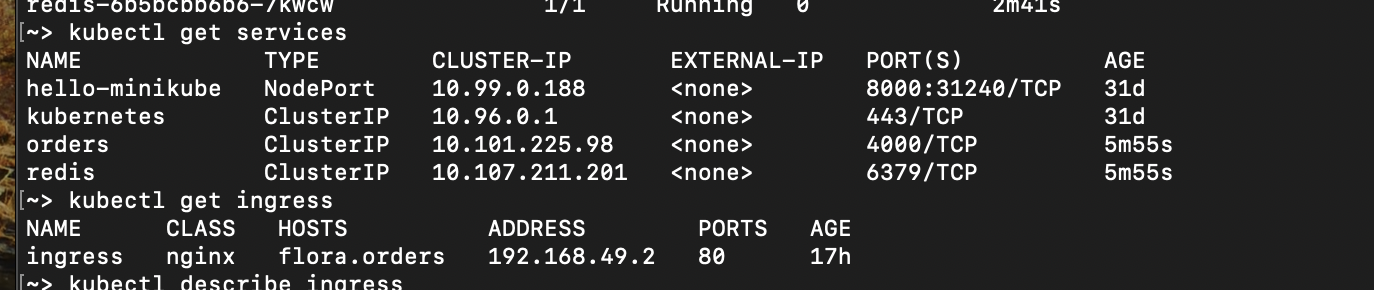 redis-6b5bcbb6b6-7kwcw 1/1 Running 0 2m41s
~> kubectl get services
NAME TYPE CLUSTER-IP EXTERNAL-IP PORT(S) AGE
hello-minikube NodePort 10.99.0.188 <none> 8000:31240/TCP 31d
kubernetes ClusterIP 10.96.0.1 <none> 443/TCP 31d
orders ClusterIP 10.101.225.98 <none> 4000/TCP 5m55s
redis ClusterIP 10.107.211.201 <none> 6379/TCP 5m55s
~> kubectl get ingress
NAME CLASS HOSTS ADDRESS PORTS AGE
ingress nginx flora.orders 192.168.49.2 80 17h
~> kubectl describe ingress